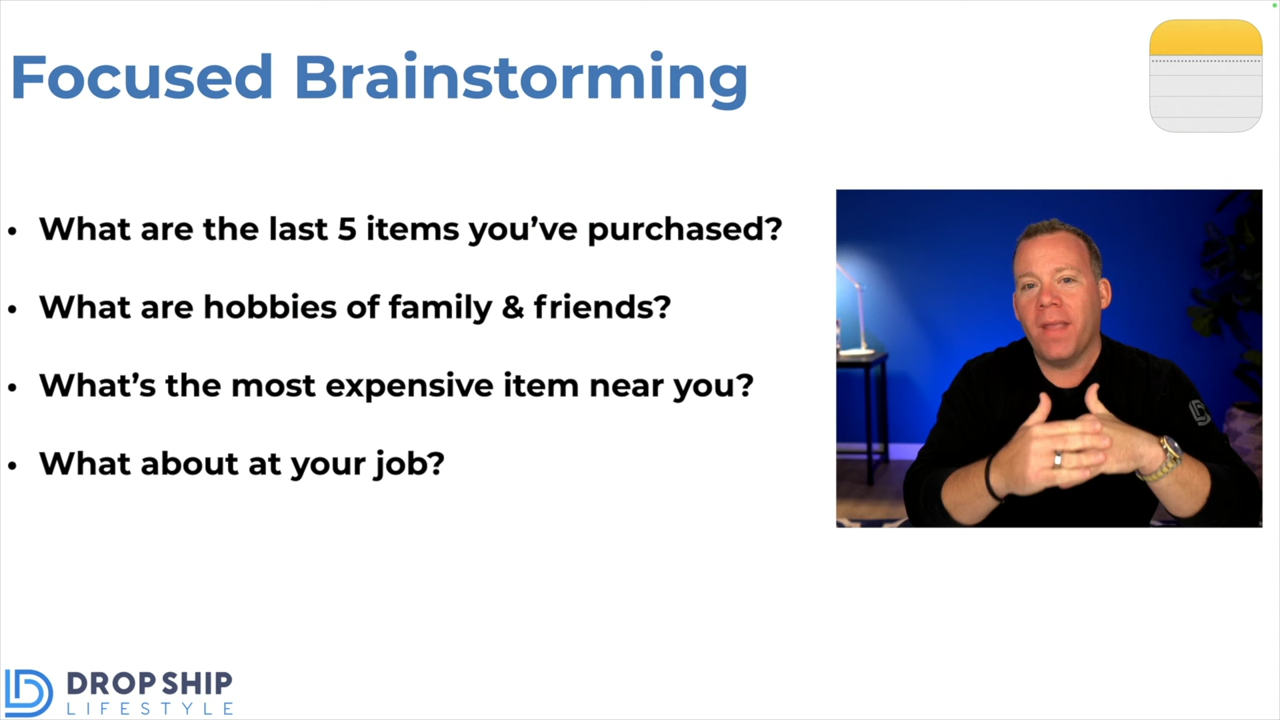 Focused Brainstorming
• What are the last 5 items you’ve purchased?
• What are hobbies of family & friends?
• What’s the most expensive item near you?
• What about at your job?
DROP SHIP
LIFESTYLE